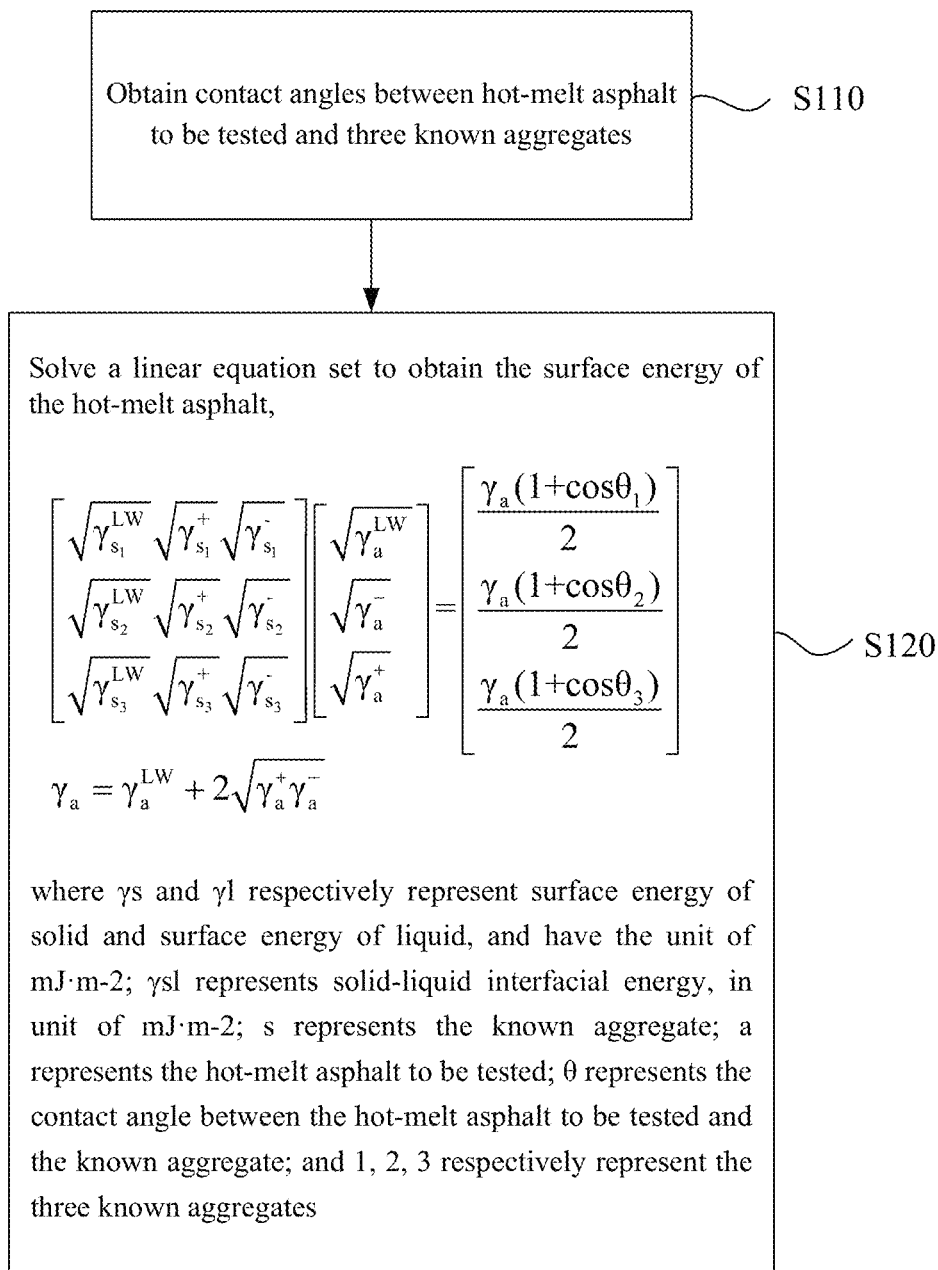 Obtain contact angles between hot-melt asphalt
to be tested and three known aggregates
S110
Solve a linear equation set to obtain the surface energy of
the hot-melt asphalt,
[√γ_{s₁}^{LW} √γ_{s₁}^{+} √γ_{s₁}^{-}] [√γ_a^{LW}] = [γ_a(1+cosθ₁)/2]
[√γ_{s₂}^{LW} √γ_{s₂}^{+} √γ_{s₂}^{-}] [√γ_a^{-}] [γ_a(1+cosθ₂)/2]
[√γ_{s₃}^{LW} √γ_{s₃}^{+} √γ_{s₃}^{-}] [√γ_a^{+}] [γ_a(1+cosθ₃)/2]
S120
γ_a = γ_a^{LW} + 2√(γ_a^{+}γ_a^{-})
where γs and γl respectively represent surface energy of
solid and surface energy of liquid, and have the unit of
mJ·m-2; γsl represents solid-liquid interfacial energy, in
unit of mJ·m-2; s represents the known aggregate; a
represents the hot-melt asphalt to be tested; θ represents the
contact angle between the hot-melt asphalt to be tested and
the known aggregate; and 1, 2, 3 respectively represent the
three known aggregates